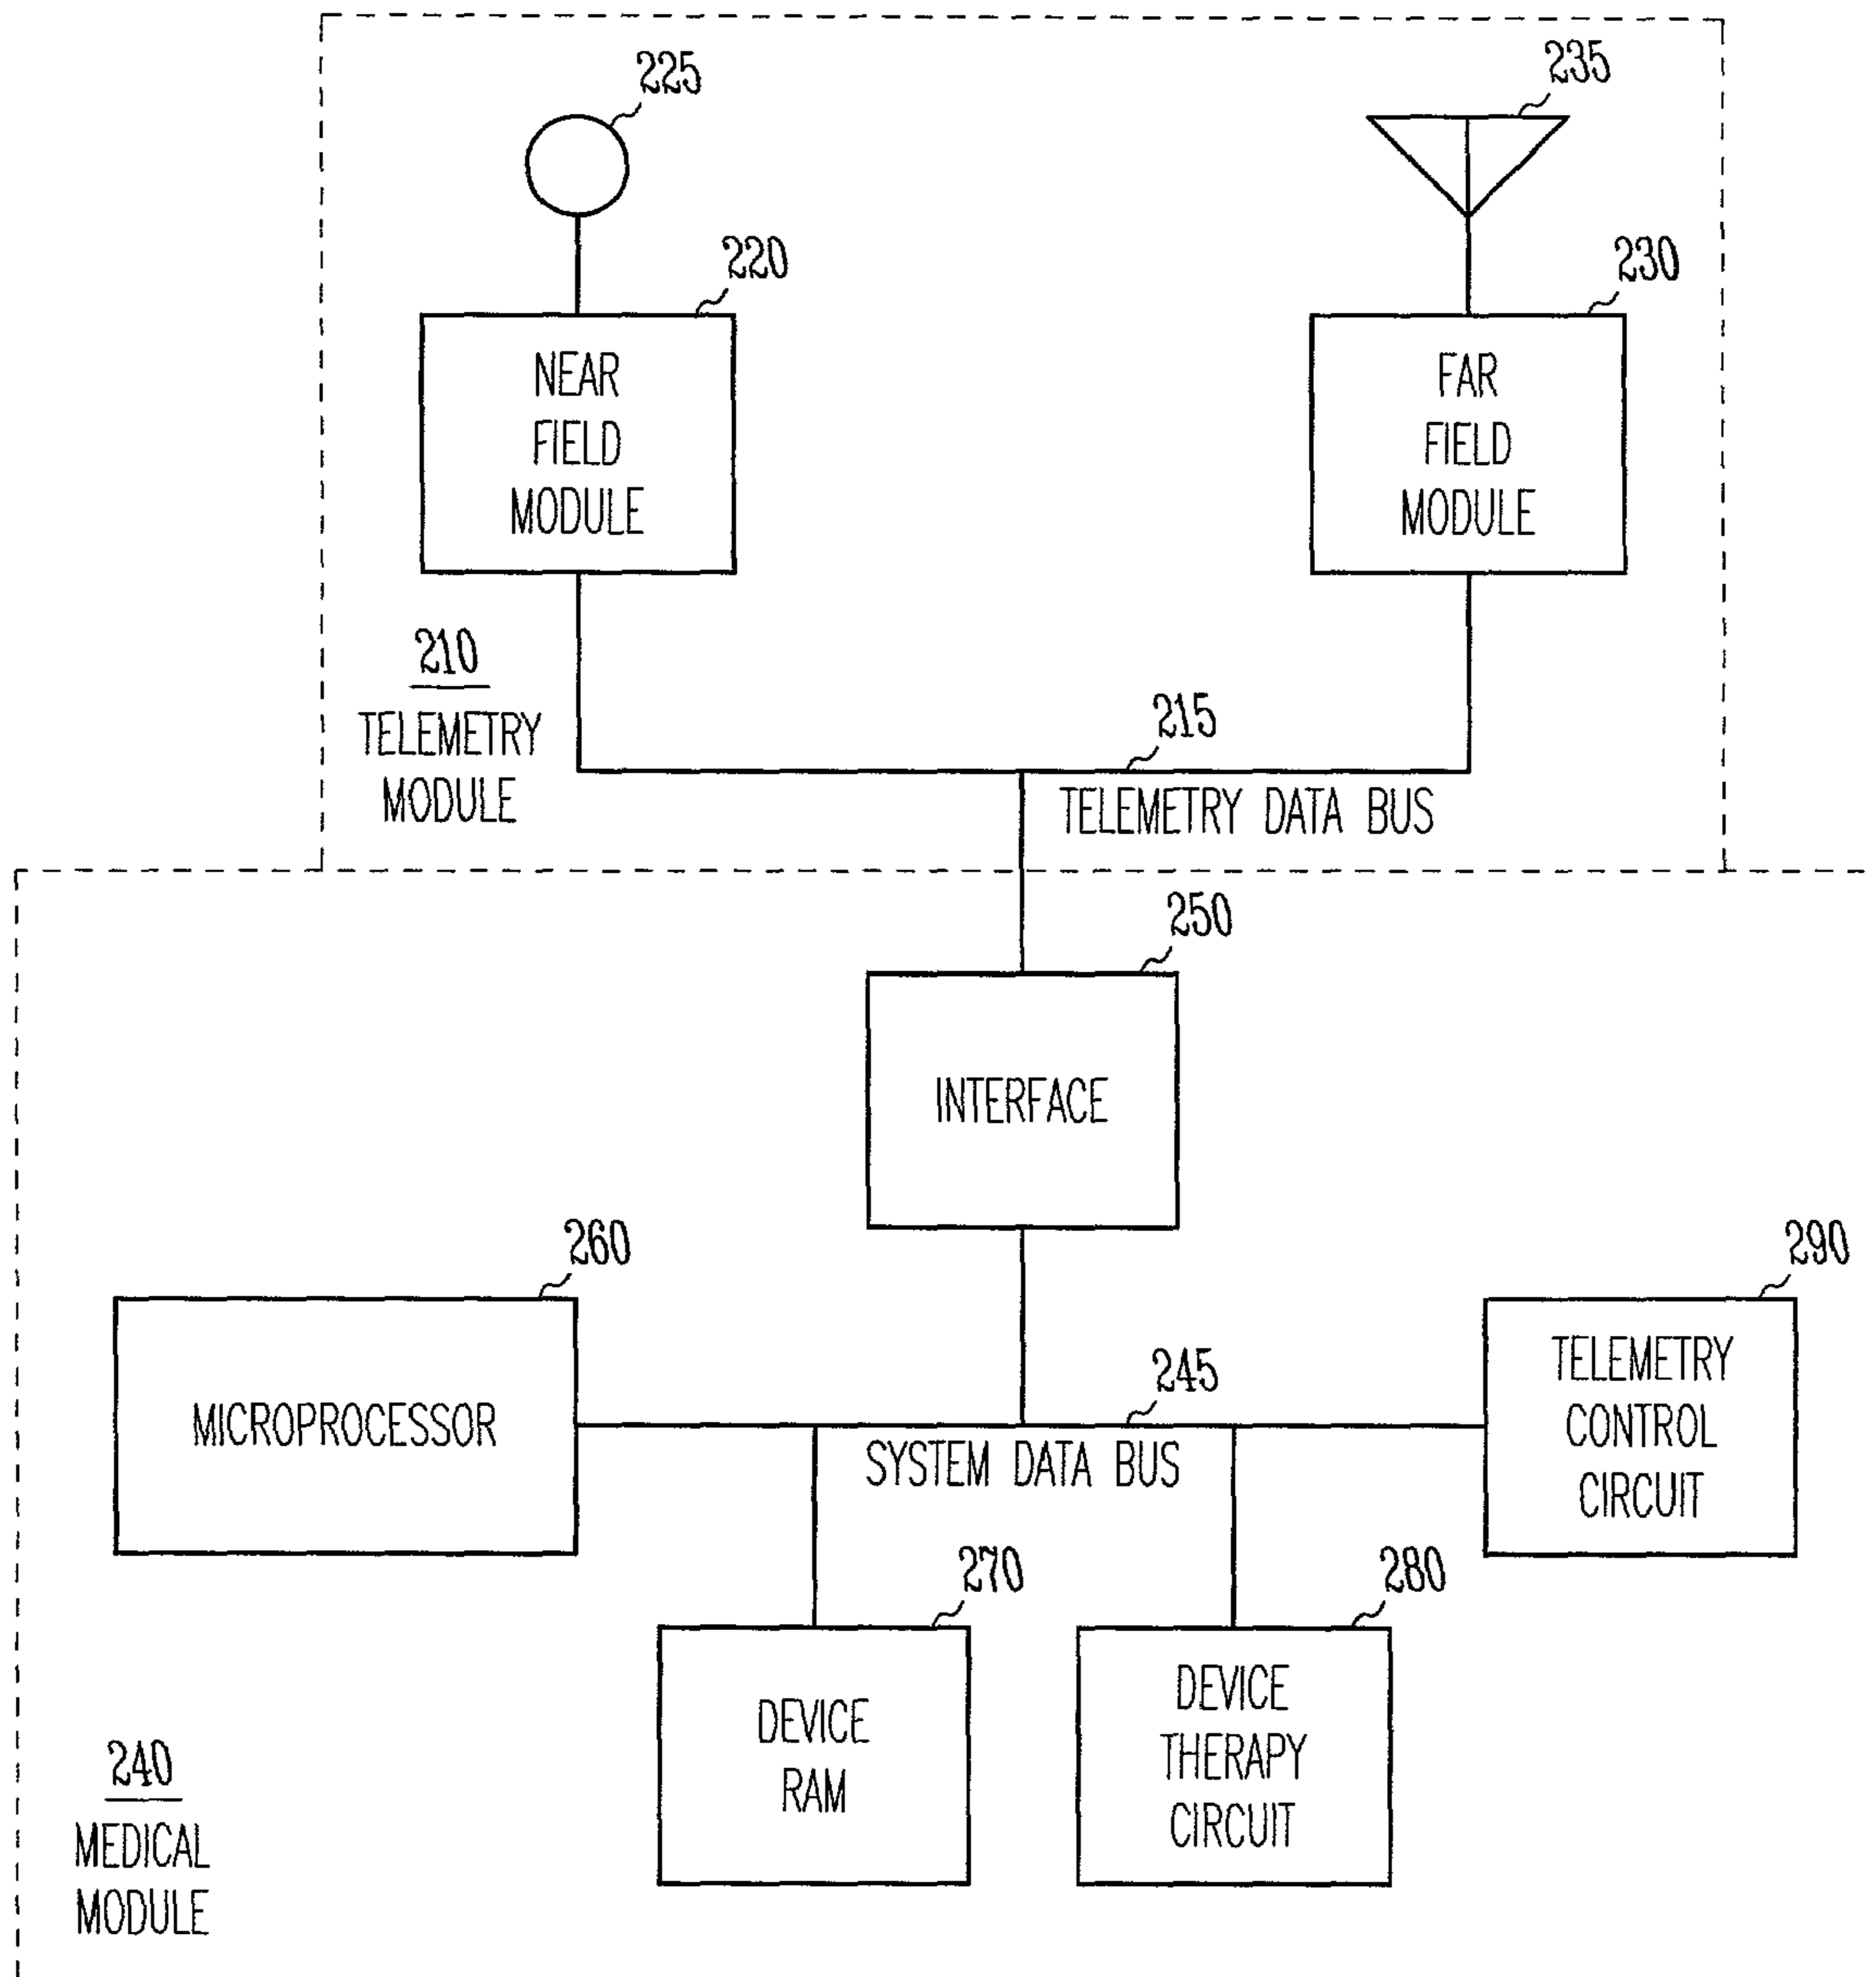 225
235
220
230
NEAR
FIELD
MODULE
FAR
FIELD
MODULE
210
TELEMETRY
MODULE
215
TELEMETRY DATA BUS
250
INTERFACE
260
290
MICROPROCESSOR
245
SYSTEM DATA BUS
TELEMETRY
CONTROL
CIRCUIT
270
280
DEVICE
RAM
DEVICE
THERAPY
CIRCUIT
240
MEDICAL
MODULE